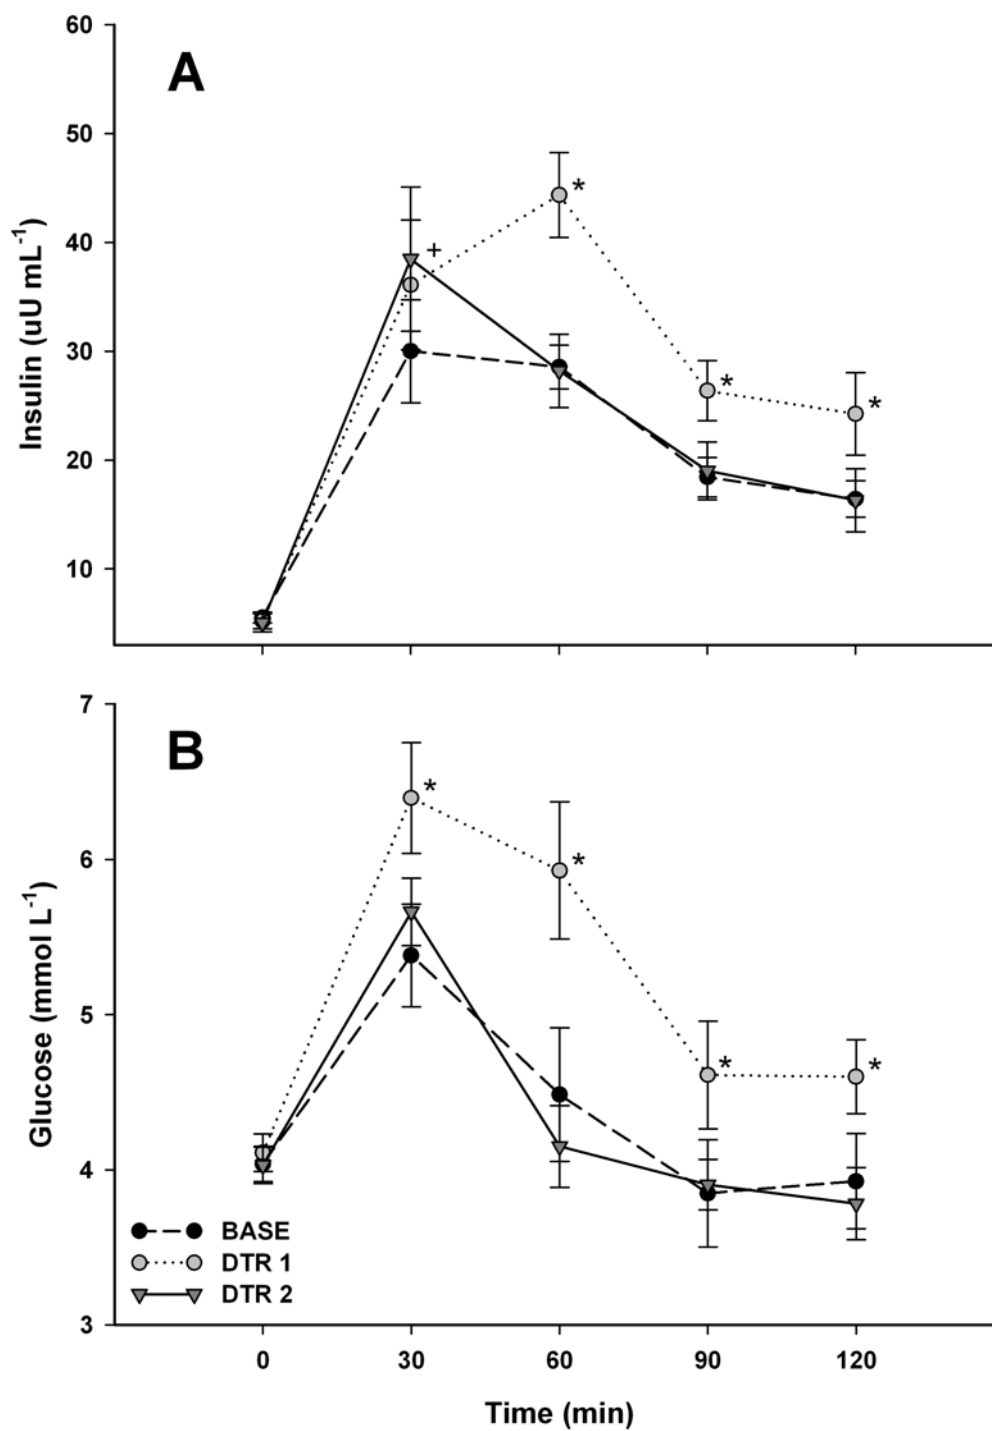 60
A
50
40
30
20
10
Insulin (uU mL-1)
+
*
*
*
7
B
6
5
4
3
Glucose (mmol L-1)
*
*
*
*
BASE
DTR 1
DTR 2
0 30 60 90 120
Time (min)